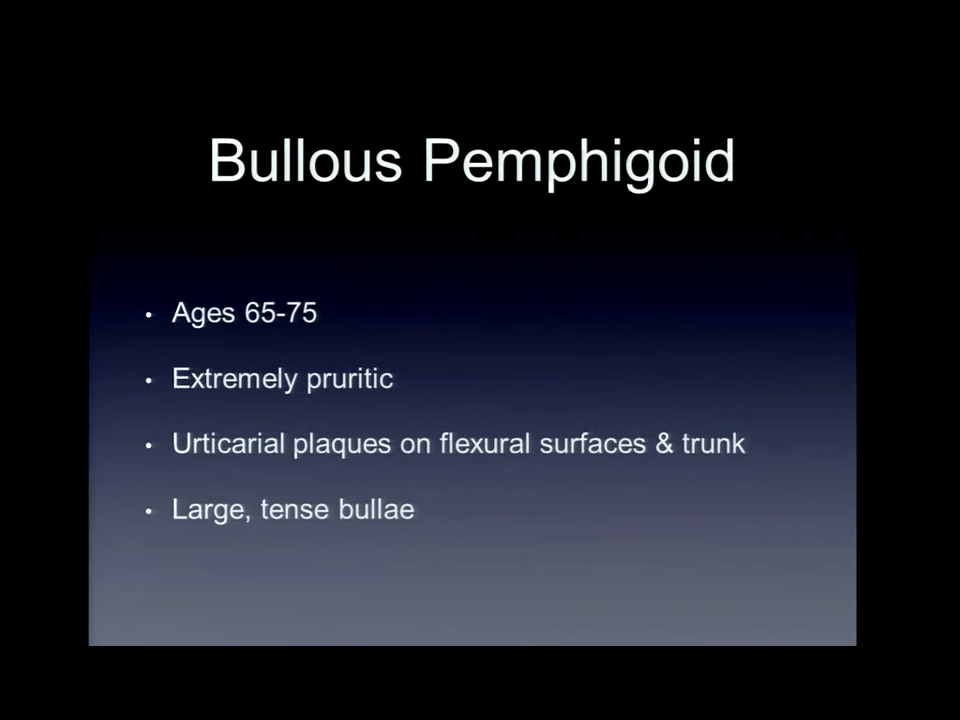 Bullous Pemphigoid
• Ages 65-75
• Extremely pruritic
• Urticarial plaques on flexural surfaces & trunk
• Large, tense bullae